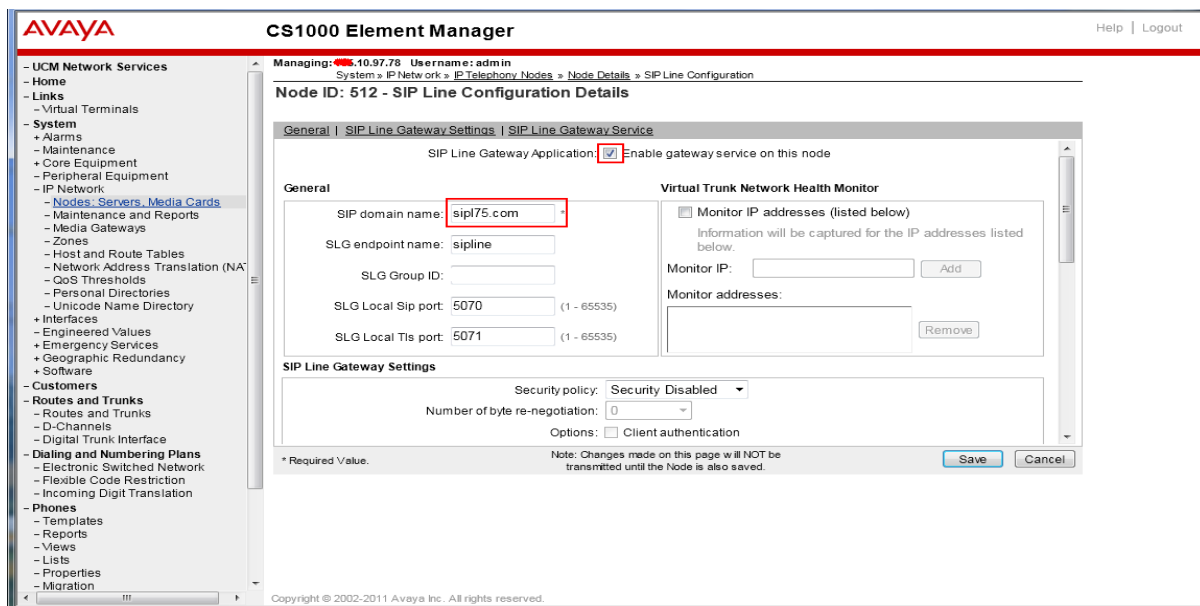 AVAYA
CS1000 Element Manager
Help | Logout
– UCM Network Services
– Home
– Links
– Virtual Terminals
– System
+ Alarms
– Maintenance
+ Core Equipment
– Peripheral Equipment
– IP Network
– Nodes: Servers, Media Cards
– Maintenance and Reports
– Media Gateways
– Zones
– Host and Route Tables
– Network Address Translation (NA
– QoS Thresholds
– Personal Directories
– Unicode Name Directory
+ Interfaces
– Engineered Values
+ Emergency Services
+ Geographic Redundancy
+ Software
– Customers
– Routes and Trunks
– Routes and Trunks
– D-Channels
– Digital Trunk Interface
– Dialing and Numbering Plans
– Electronic Switched Network
– Flexible Code Restriction
– Incoming Digit Translation
– Phones
– Templates
– Reports
– Views
– Lists
– Properties
– Migration
Managing: .10.97.78 Username: admin
System » IP Network » IP Telephony Nodes » Node Details » SIP Line Configuration
Node ID: 512 - SIP Line Configuration Details
General | SIP Line Gateway Settings | SIP Line Gateway Service
SIP Line Gateway Application: Enable gateway service on this node
General
SIP domain name: sipl75.com *
SLG endpoint name: sipline
SLG Group ID:
SLG Local Sip port: 5070 (1 - 65535)
SLG Local Tls port: 5071 (1 - 65535)
Virtual Trunk Network Health Monitor
Monitor IP addresses (listed below)
Information will be captured for the IP addresses listed
below.
Monitor IP: Add
Monitor addresses:
Remove
SIP Line Gateway Settings
Security policy: Security Disabled
Number of byte re-negotiation: 0
Options: Client authentication
* Required Value.
Note: Changes made on this page will NOT be
transmitted until the Node is also saved.
Save Cancel
Copyright © 2002-2011 Avaya Inc. All rights reserved.